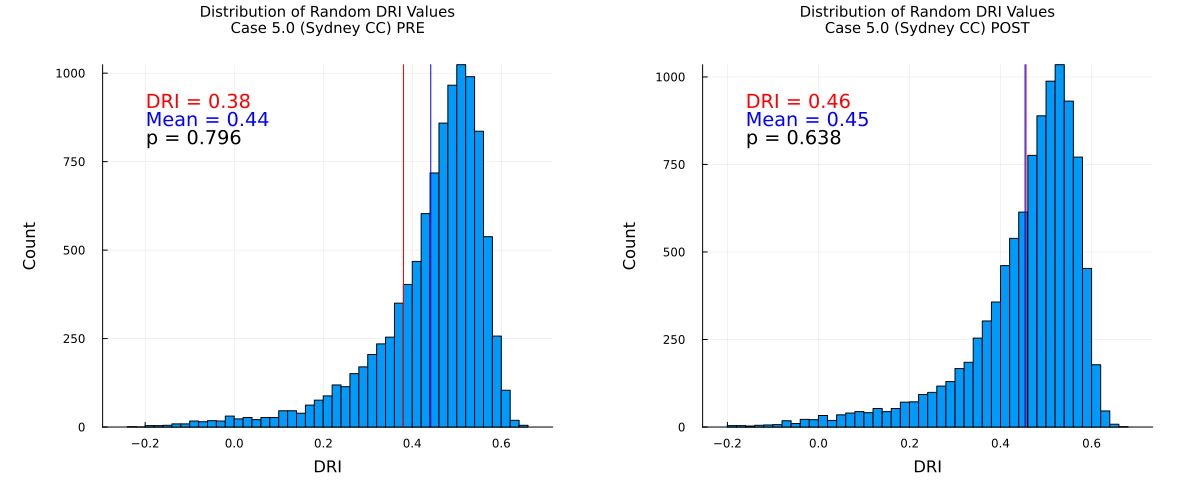 Distribution of Random DRI Values
Case 5.0 (Sydney CC) PRE
DRI = 0.38
Mean = 0.44
p = 0.796
Count
1000
750
500
250
0
−0.2 0.0 0.2 0.4 0.6
DRI
Distribution of Random DRI Values
Case 5.0 (Sydney CC) POST
DRI = 0.46
Mean = 0.45
p = 0.638
Count
1000
750
500
250
0
−0.2 0.0 0.2 0.4 0.6
DRI